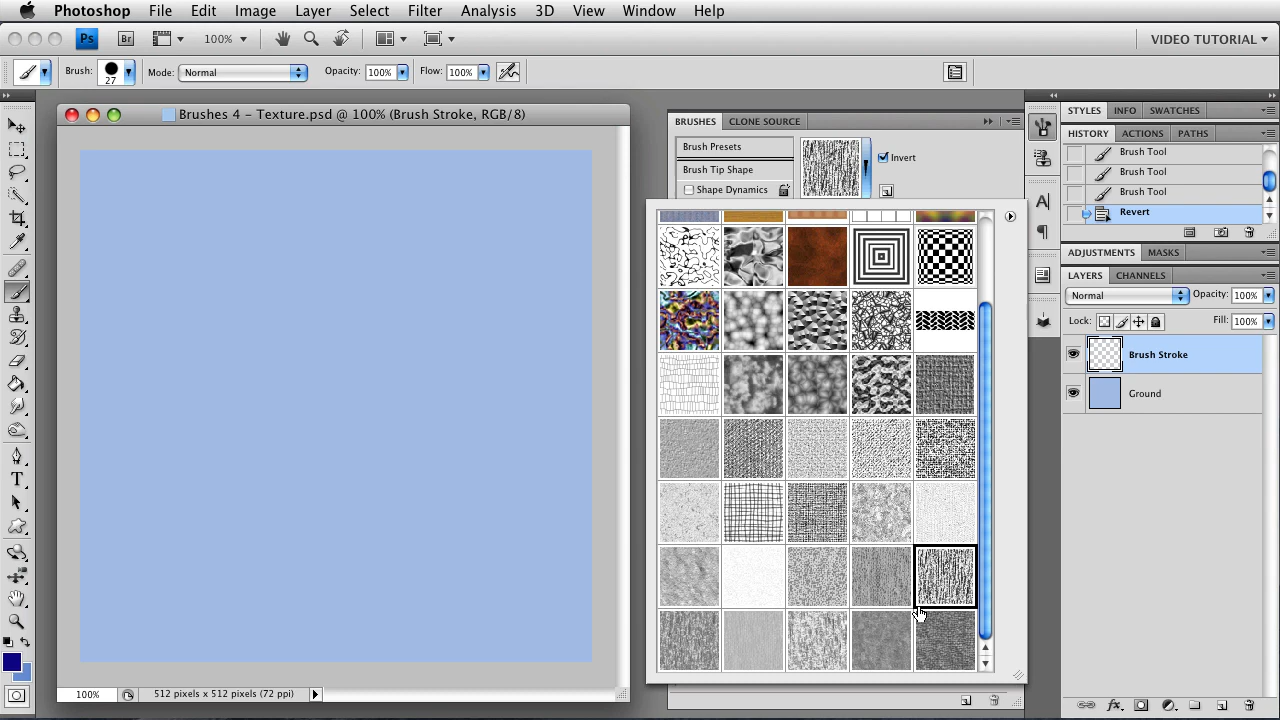 Photoshop File Edit Image Layer Select Filter Analysis 3D View Window Help
Ps Br 100% VIDEO TUTORIAL
Brush: 27 Mode: Normal Opacity: 100% Flow: 100%
Brushes 4 – Texture.psd @ 100% (Brush Stroke, RGB/8)
100% 512 pixels x 512 pixels (72 ppi)
BRUSHES CLONE SOURCE
Brush Presets
Invert
Brush Tip Shape
Shape Dynamics
STYLES INFO SWATCHES
HISTORY ACTIONS PATHS
Brush Tool
Brush Tool
Brush Tool
Revert
ADJUSTMENTS MASKS
LAYERS CHANNELS
Normal Opacity: 100%
Lock: Fill: 100%
Brush Stroke
Ground
fx